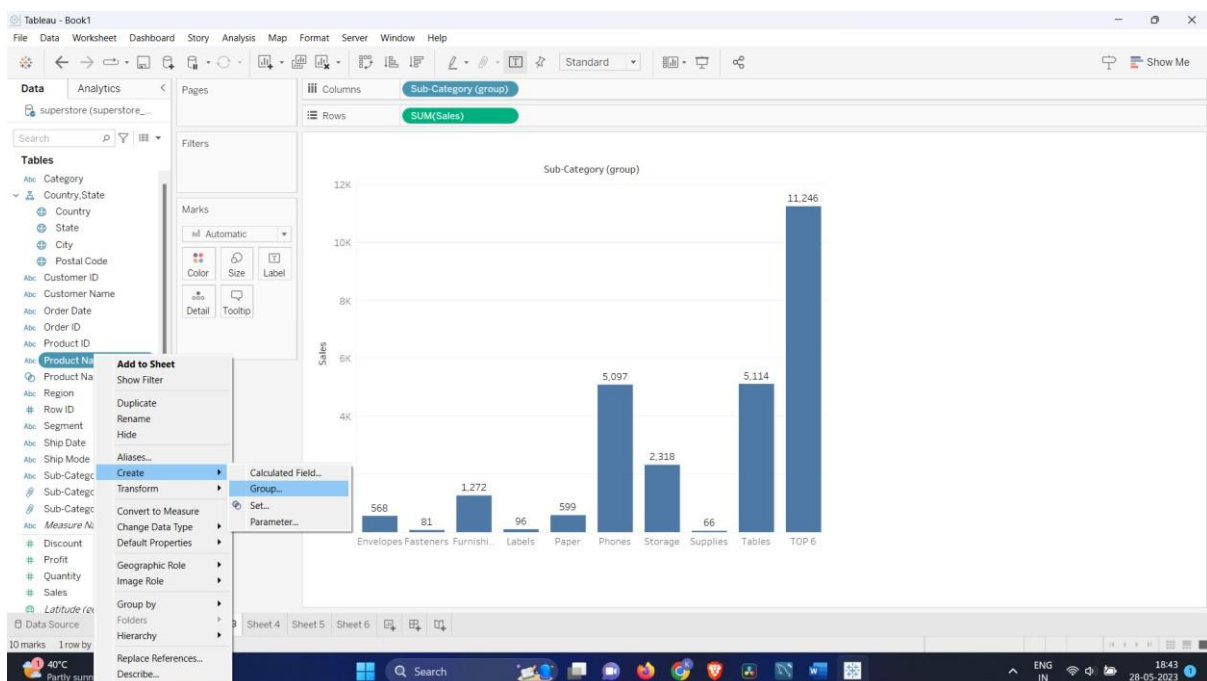 Tableau - Book1
File Data Worksheet Dashboard Story Analysis Map Format Server Window Help
Standard
Show Me
Data Analytics
superstore (superstore_...
Search
Tables
Category
Country,State
Country
State
City
Postal Code
Customer ID
Customer Name
Order Date
Order ID
Product ID
Product Na
Product Na
Region
Row ID
Segment
Ship Date
Ship Mode
Sub-Catego
Sub-Catego
Sub-Catego
Measure Na
Discount
Profit
Quantity
Sales
Latitude (ge
Pages
Filters
Marks
Automatic
Color Size Label
Detail Tooltip
Columns Sub-Category (group)
Rows SUM(Sales)
Add to Sheet
Show Filter
Duplicate
Rename
Hide
Aliases...
Create
Transform
Convert to Measure
Change Data Type
Default Properties
Geographic Role
Image Role
Group by
Folders
Hierarchy
Replace References...
Describe...
Calculated Field...
Group...
Set...
Parameter...
Sub-Category (group)
12K
10K
8K
6K
4K
Sales
568
81
1,272
96
599
5,097
2,318
66
5,114
11,246
Envelopes Fasteners Furnishi.. Labels Paper Phones Storage Supplies Tables TOP 6
Data Source 3 Sheet 4 Sheet 5 Sheet 6
10 marks 1 row by
40°C
Partly sunn
Search
ENG
IN
18:43
28-05-2023